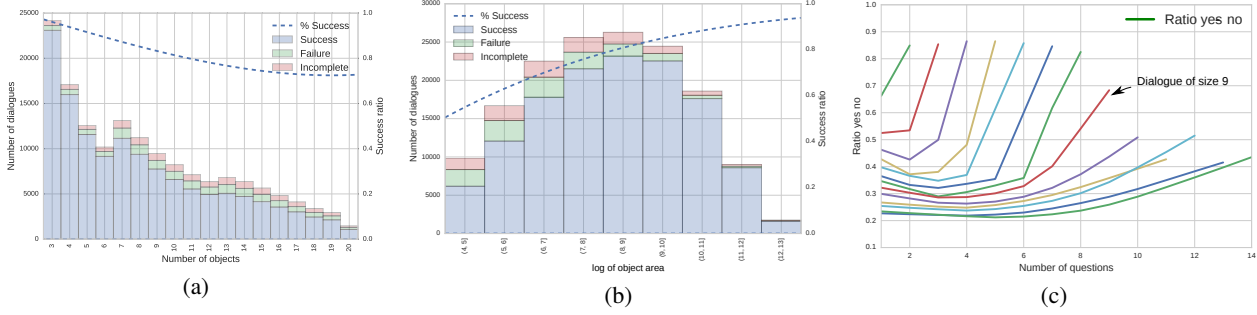 25000
20000
15000
10000
5000
0
Number of dialogues
% Success
Success
Failure
Incomplete
1.0
0.8
0.6
0.4
0.2
0.0
Success ratio
3 4 5 6 7 8 9 10 11 12 13 14 15 16 17 18 19 20
Number of objects
(a)
30000
25000
20000
15000
10000
5000
0
Number of dialogues
% Success
Success
Failure
Incomplete
1.0
0.8
0.6
0.4
0.2
0.0
Success ratio
(4, 5] (5, 6] (6, 7] (7, 8] (8, 9] (9, 10] (10, 11] (11, 12] (12, 13]
log of object area
(b)
1.0
0.9
0.8
0.7
0.6
0.5
0.4
0.3
0.2
0.1
Ratio yes no
Ratio yes no
Dialogue of size 9
2 4 6 8 10 12 14
Number of questions
(c)